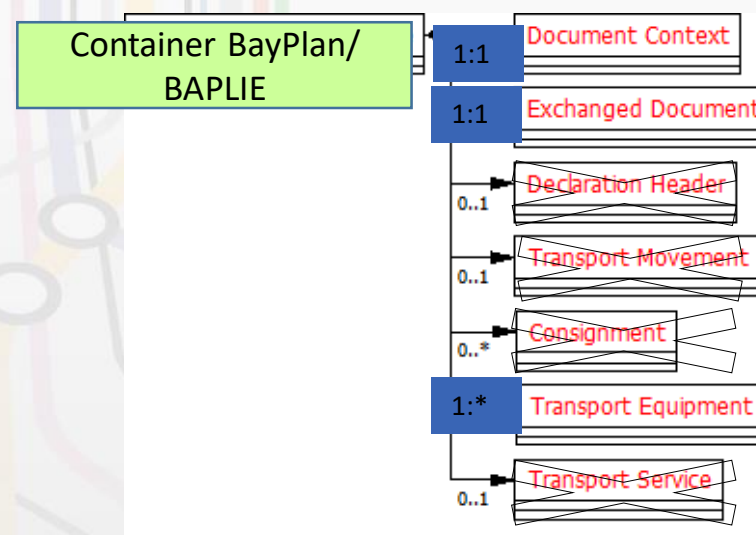 Container BayPlan/
BAPLIE
1:1
Document Context
1:1
Exchanged Document
0..1
Declaration Header
0..1
Transport Movement
0..*
Consignment
1:*
Transport Equipment
0..1
Transport Service